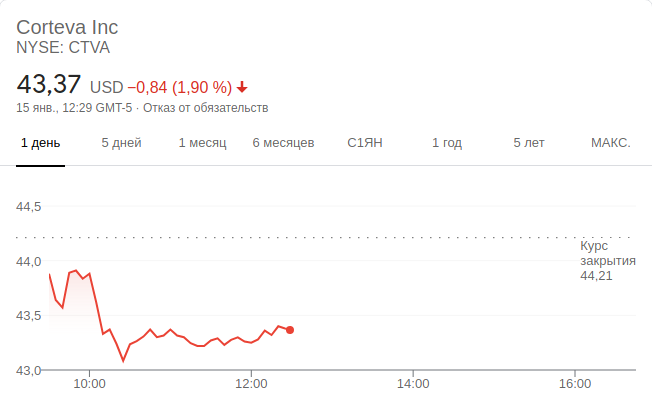 Corteva Inc
NYSE: CTVA
43,37 USD −0,84 (1,90 %)
15 янв., 12:29 GMT-5 · Отказ от обязательств
1 день 5 дней 1 месяц 6 месяцев С1ЯН 1 год 5 лет МАКС.
44,5
44,0
43,5
43,0
Курс
закрытия
44,21
10:00 12:00 14:00 16:00